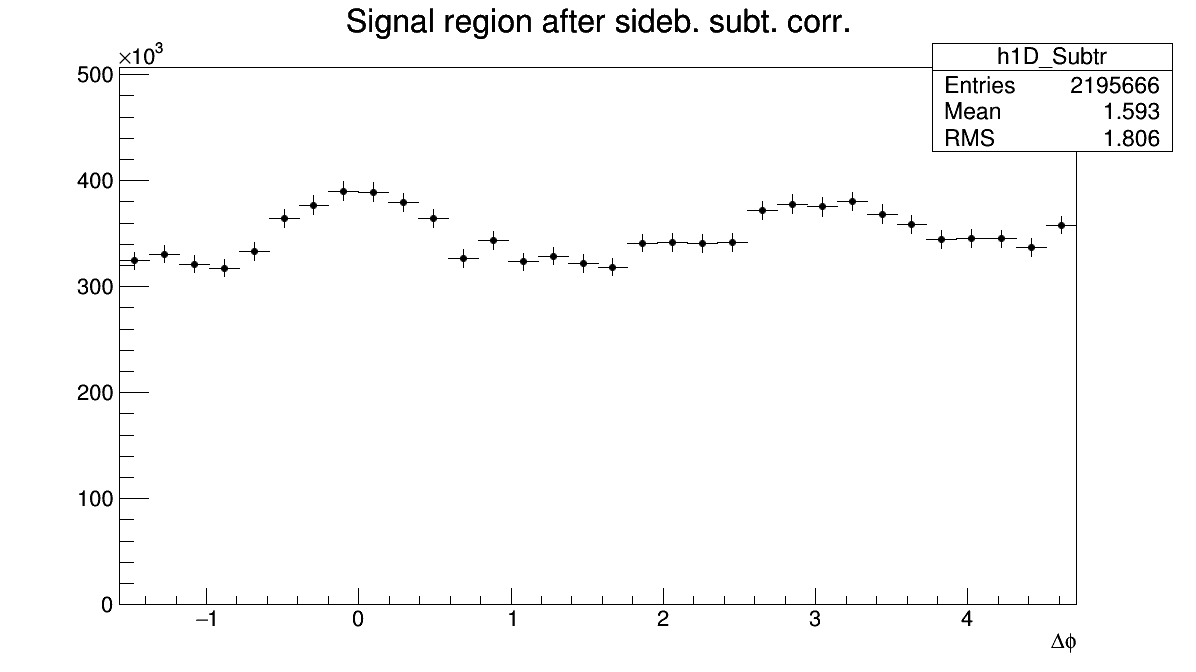 Signal region after sideb. subt. corr.
×10³
h1D_Subtr
Entries 2195666
Mean 1.593
RMS 1.806
500
400
300
200
100
0
−1 0 1 2 3 4
Δϕ